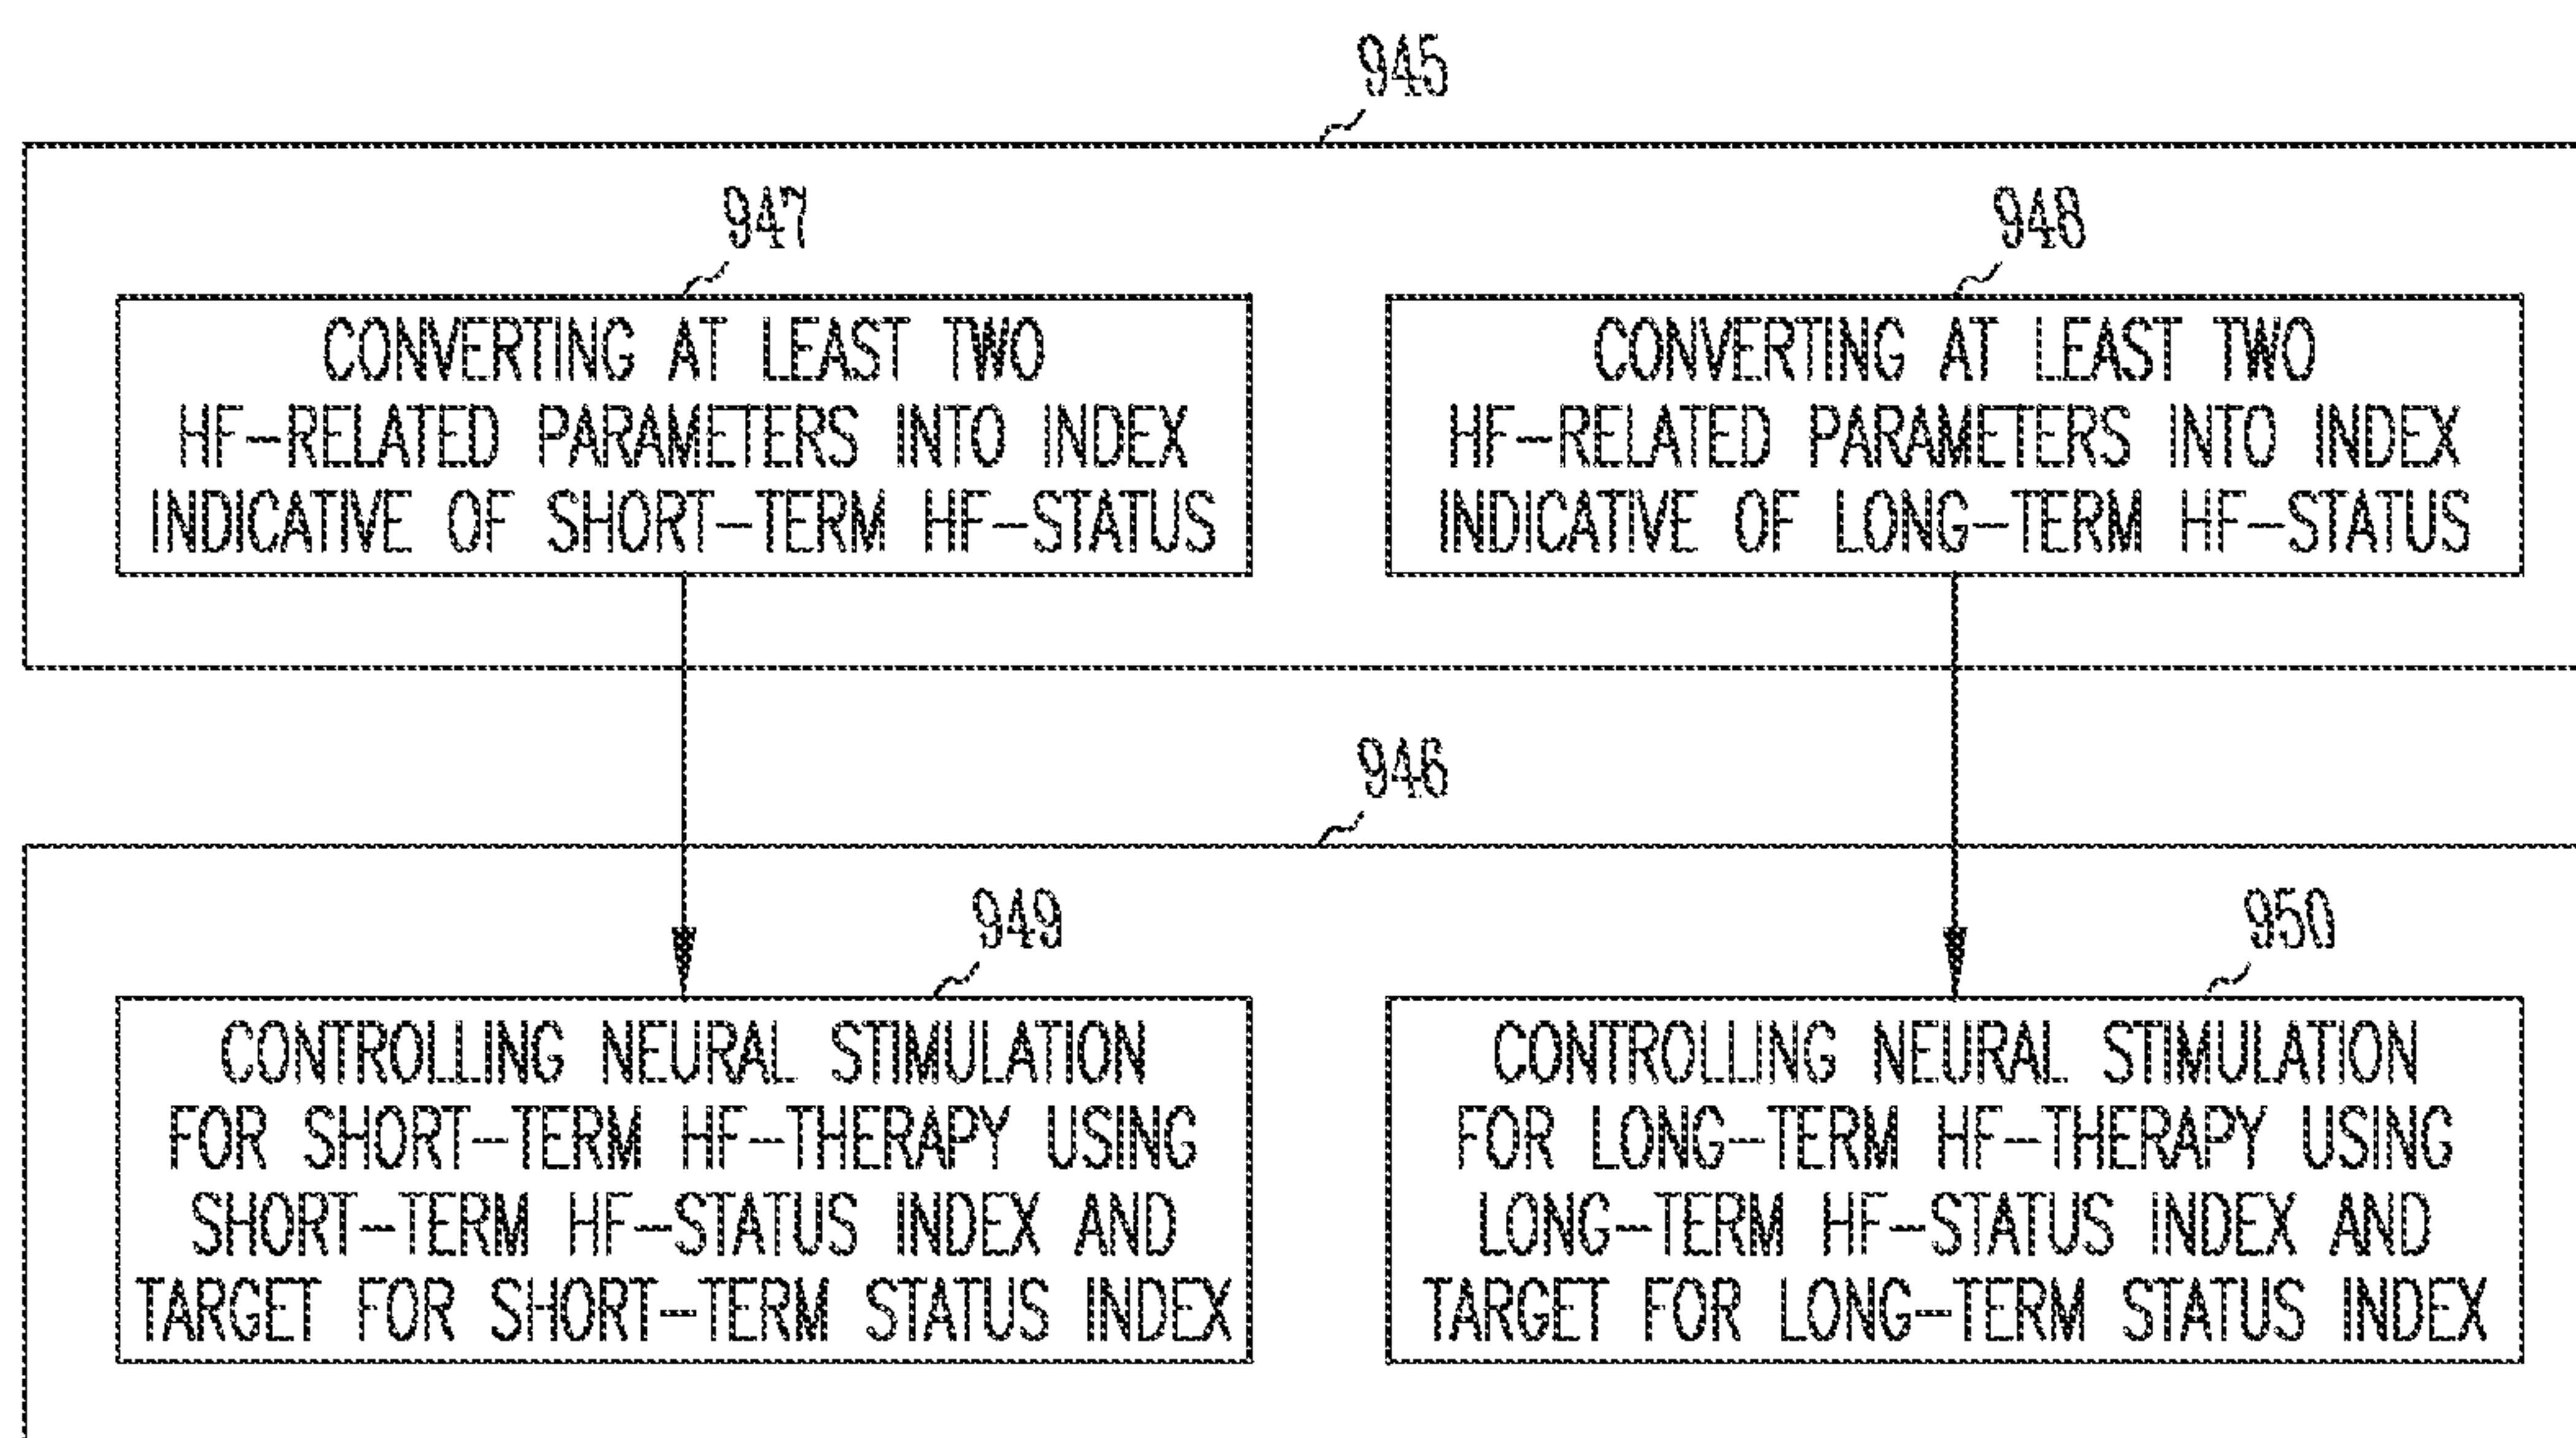 945
947
CONVERTING AT LEAST TWO
HF-RELATED PARAMETERS INTO INDEX
INDICATIVE OF SHORT-TERM HF-STATUS
948
CONVERTING AT LEAST TWO
HF-RELATED PARAMETERS INTO INDEX
INDICATIVE OF LONG-TERM HF-STATUS
946
949
CONTROLLING NEURAL STIMULATION
FOR SHORT-TERM HF-THERAPY USING
SHORT-TERM HF-STATUS INDEX AND
TARGET FOR SHORT-TERM STATUS INDEX
950
CONTROLLING NEURAL STIMULATION
FOR LONG-TERM HF-THERAPY USING
LONG-TERM HF-STATUS INDEX AND
TARGET FOR LONG-TERM STATUS INDEX